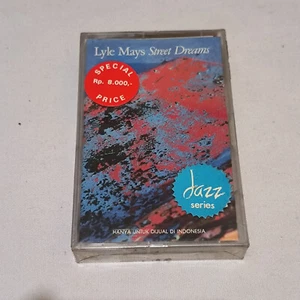 Lyle Mays Street Dreams
SPECIAL
Rp. 8.000,-
PRICE
Jazz
series
HANYA UNTUK DIJUAL DI INDONESIA